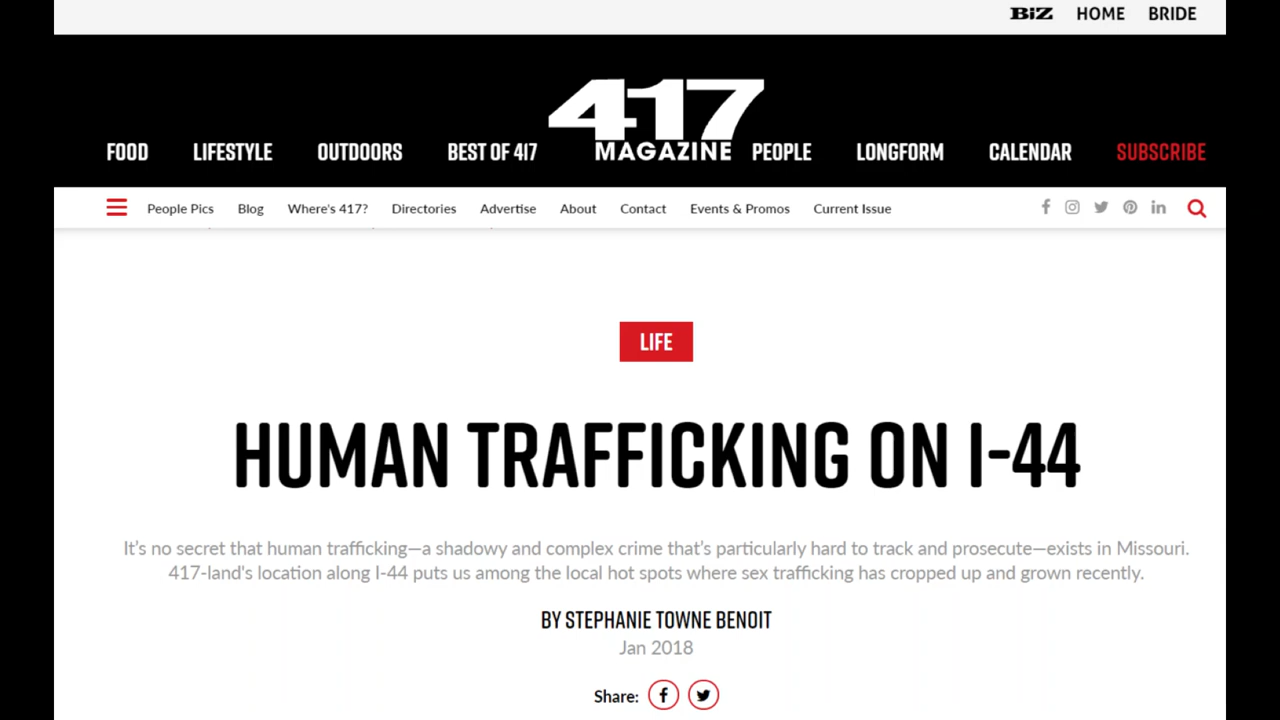 BiZ HOME BRIDE
417
MAGAZINE
FOOD LIFESTYLE OUTDOORS BEST OF 417 PEOPLE LONGFORM CALENDAR SUBSCRIBE
People Pics Blog Where's 417? Directories Advertise About Contact Events & Promos Current Issue
LIFE
HUMAN TRAFFICKING ON I-44
It's no secret that human trafficking—a shadowy and complex crime that's particularly hard to track and prosecute—exists in Missouri.
417-land's location along I-44 puts us among the local hot spots where sex trafficking has cropped up and grown recently.
BY STEPHANIE TOWNE BENOIT
Jan 2018
Share: